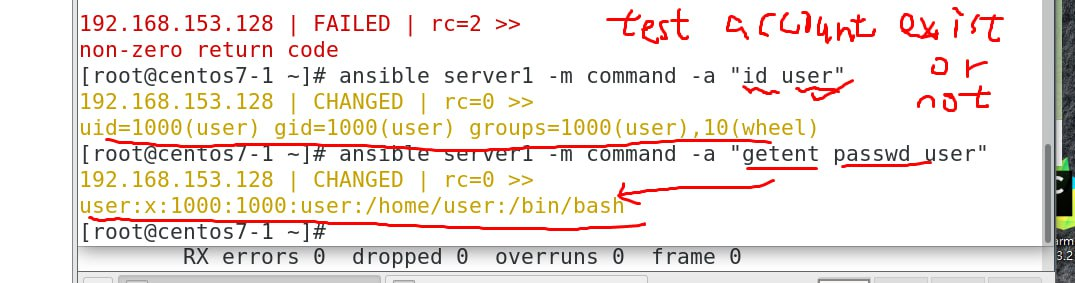 192.168.153.128 | FAILED | rc=2 >>
test account exist
non-zero return code
or
[root@centos7-1 ~]# ansible server1 -m command -a "id user"
not
192.168.153.128 | CHANGED | rc=0 >>
uid=1000(user) gid=1000(user) groups=1000(user),10(wheel)
[root@centos7-1 ~]# ansible server1 -m command -a "getent passwd user"
192.168.153.128 | CHANGED | rc=0 >>
user:x:1000:1000:user:/home/user:/bin/bash
[root@centos7-1 ~]#
RX errors 0 dropped 0 overruns 0 frame 0
arm
3.2